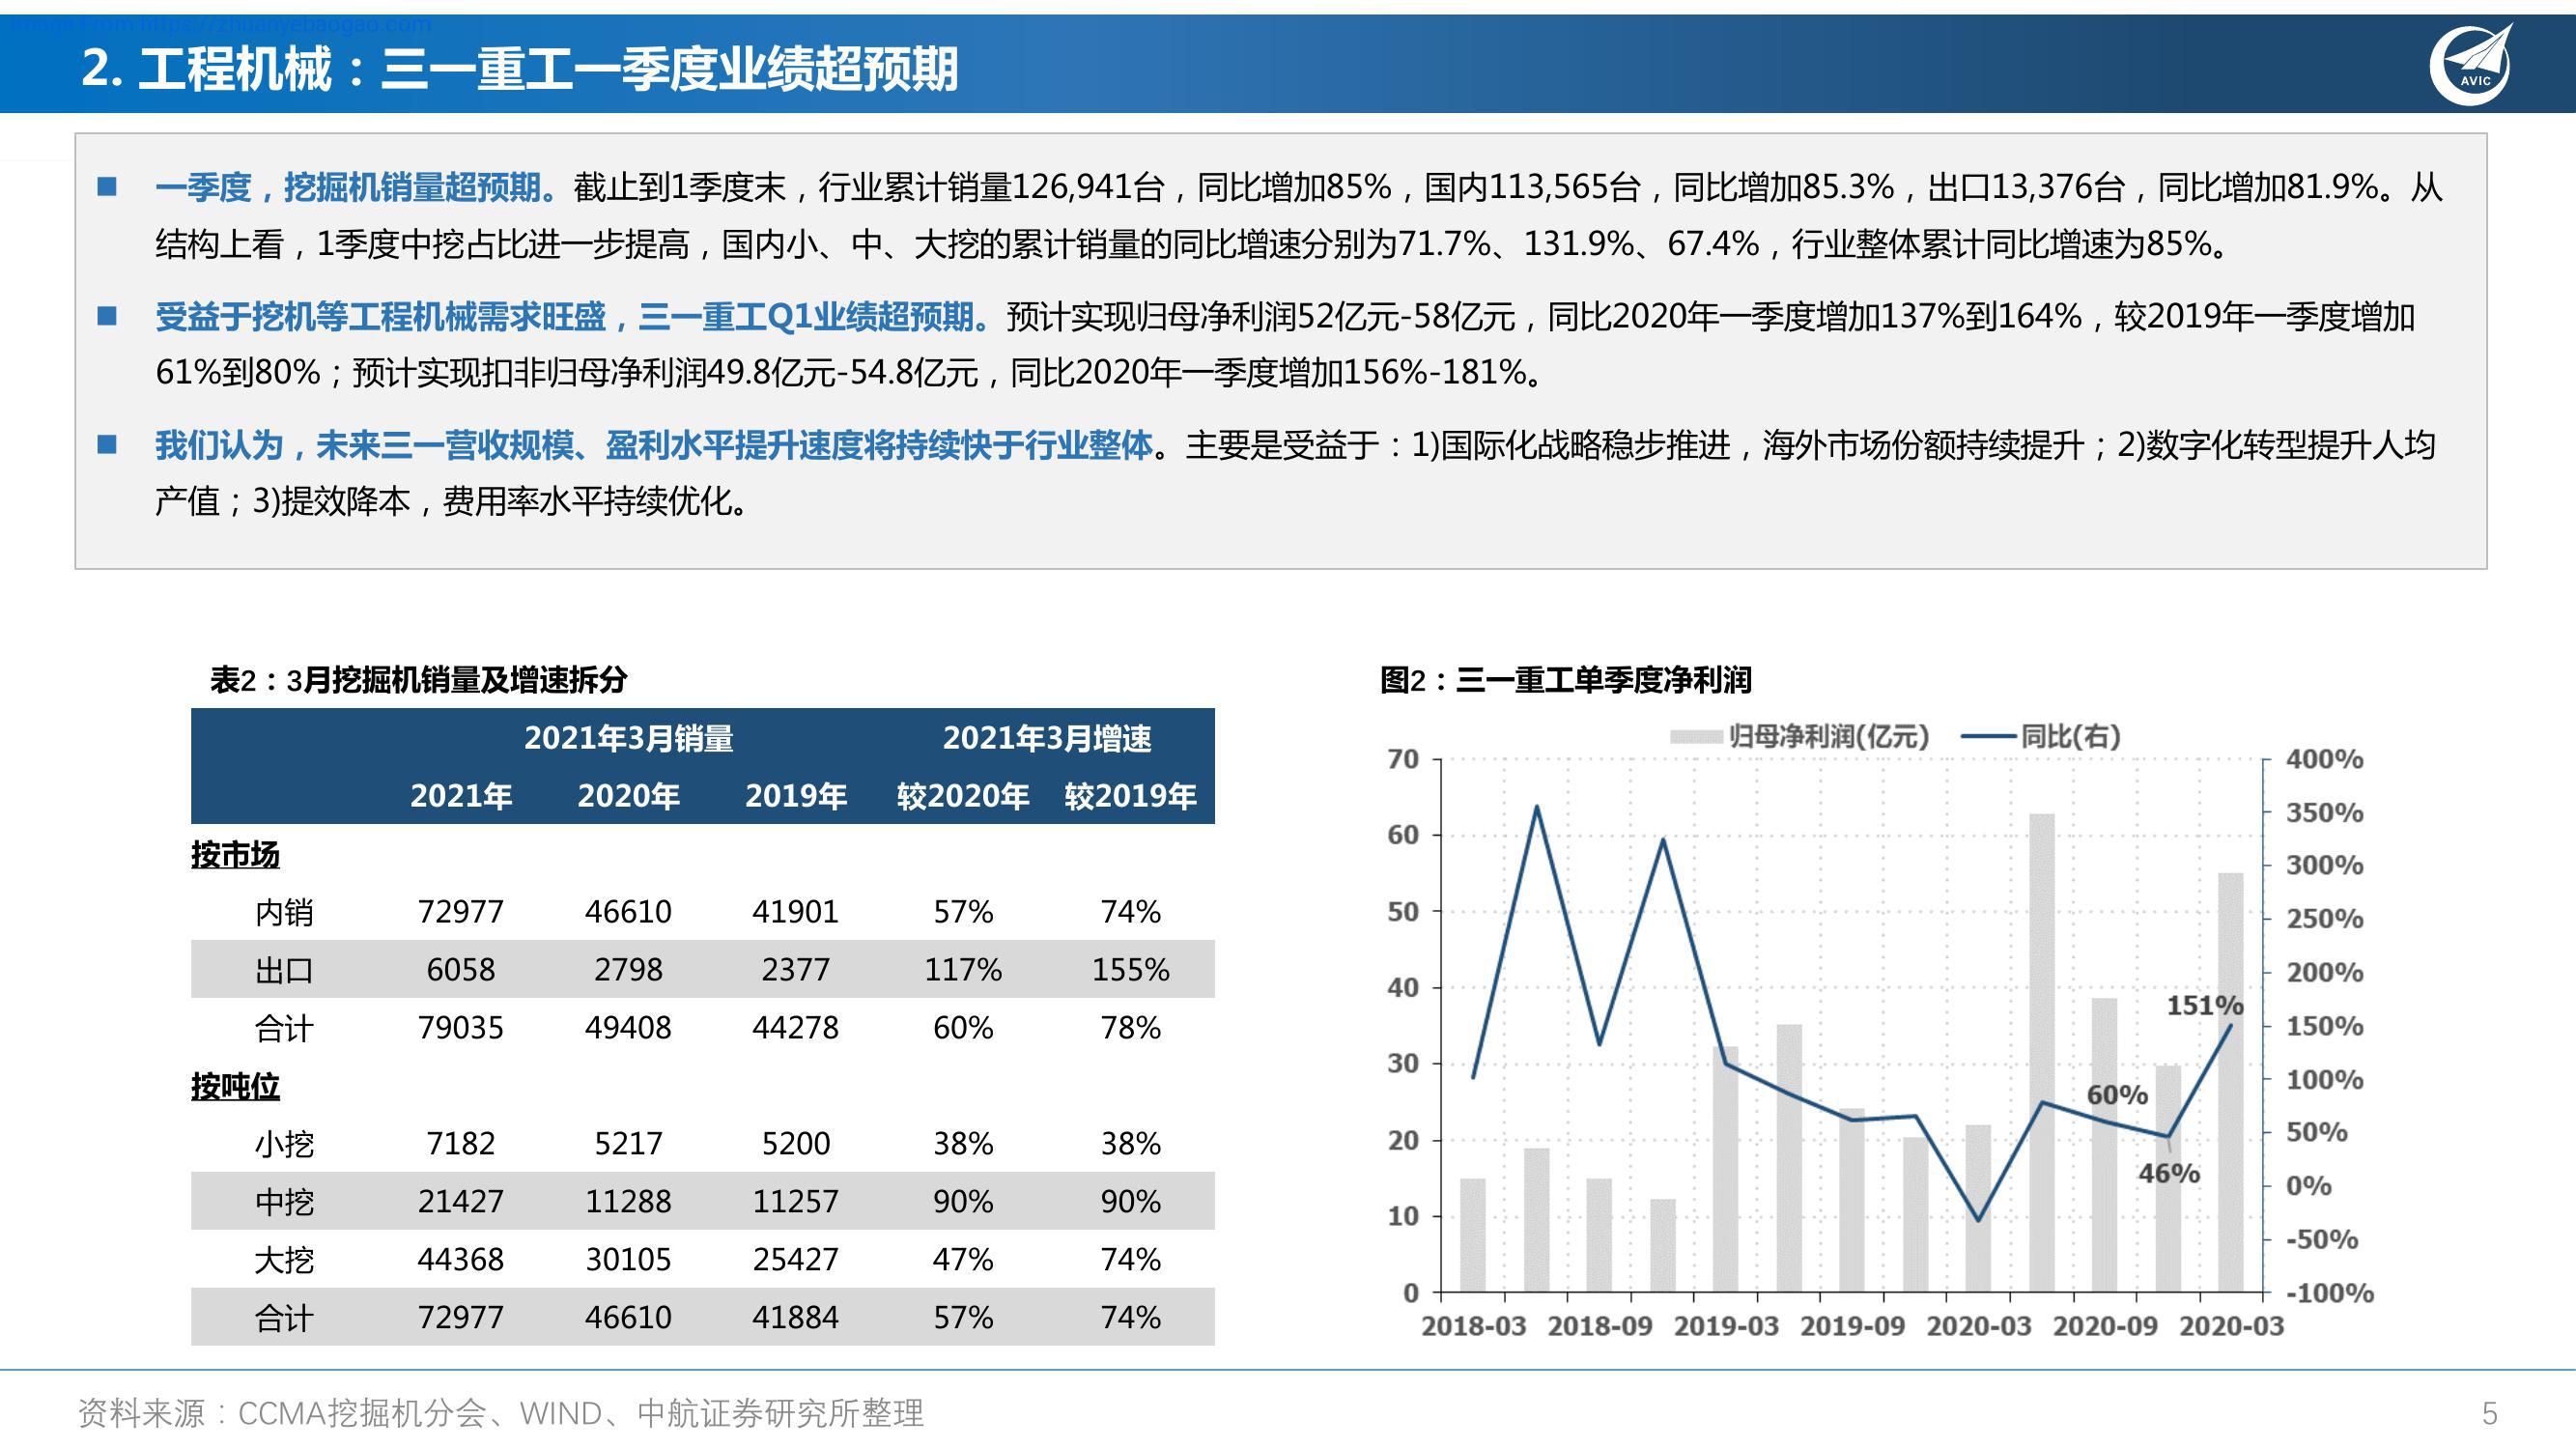 Image From https://zhuanyebaogao.com
2. 工程机械：三一重工一季度业绩超预期
AVIC
■ 一季度，挖掘机销量超预期。截止到1季度末，行业累计销量126,941台，同比增加85%，国内113,565台，同比增加85.3%，出口13,376台，同比增加81.9%。从
结构上看，1季度中挖占比进一步提高，国内小、中、大挖的累计销量的同比增速分别为71.7%、131.9%、67.4%，行业整体累计同比增速为85%。
■ 受益于挖机等工程机械需求旺盛，三一重工Q1业绩超预期。预计实现归母净利润52亿元-58亿元，同比2020年一季度增加137%到164%，较2019年一季度增加
61%到80%；预计实现扣非归母净利润49.8亿元-54.8亿元，同比2020年一季度增加156%-181%。
■ 我们认为，未来三一营收规模、盈利水平提升速度将持续快于行业整体。主要是受益于：1)国际化战略稳步推进，海外市场份额持续提升；2)数字化转型提升人均
产值；3)提效降本，费用率水平持续优化。
表2：3月挖掘机销量及增速拆分
2021年3月销量 2021年3月增速
2021年 2020年 2019年 较2020年 较2019年
按市场
内销 72977 46610 41901 57% 74%
出口 6058 2798 2377 117% 155%
合计 79035 49408 44278 60% 78%
按吨位
小挖 7182 5217 5200 38% 38%
中挖 21427 11288 11257 90% 90%
大挖 44368 30105 25427 47% 74%
合计 72977 46610 41884 57% 74%
图2：三一重工单季度净利润
归母净利润(亿元) 同比(右)
70 400%
350%
60
300%
50 250%
40 200%
151%
30 150%
100%
60%
20 50%
46%
0%
10
-50%
0 -100%
2018-03 2018-09 2019-03 2019-09 2020-03 2020-09 2020-03
资料来源：CCMA挖掘机分会、WIND、中航证券研究所整理
5